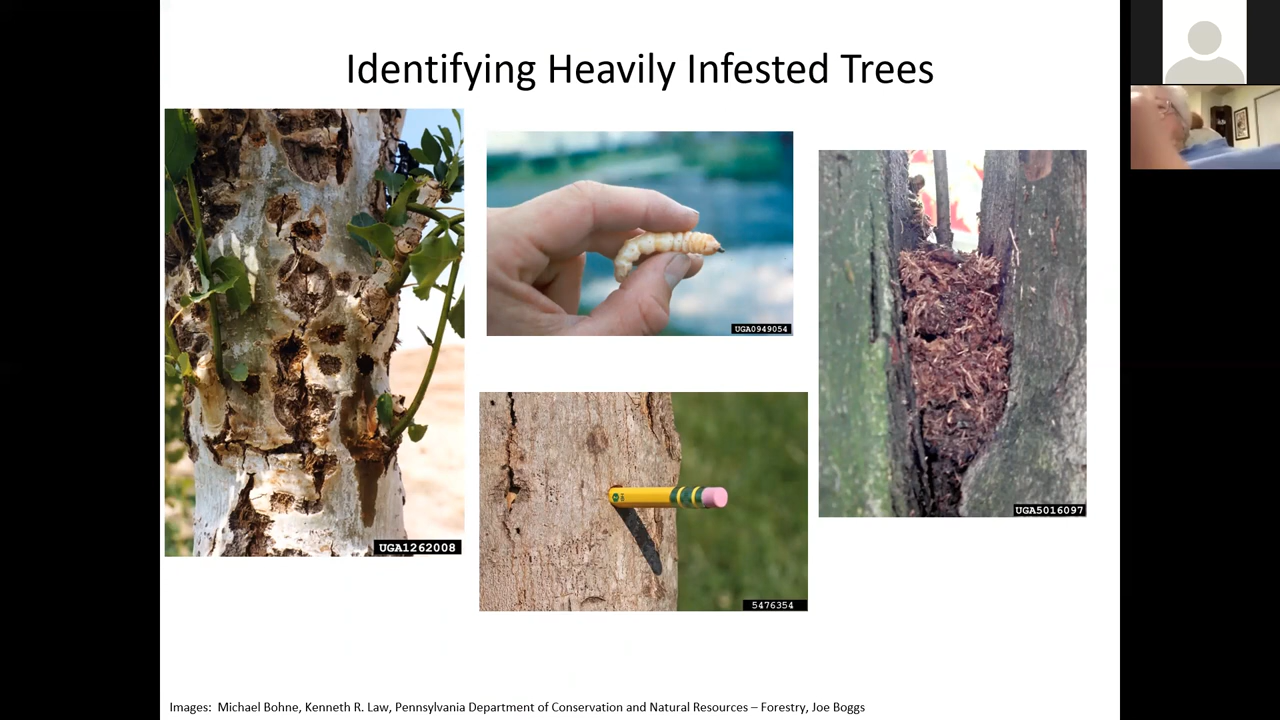 Identifying Heavily Infested Trees
UGA1262008
UGA0949054
5476354
UGA5016097
Images: Michael Bohne, Kenneth R. Law, Pennsylvania Department of Conservation and Natural Resources – Forestry, Joe Boggs